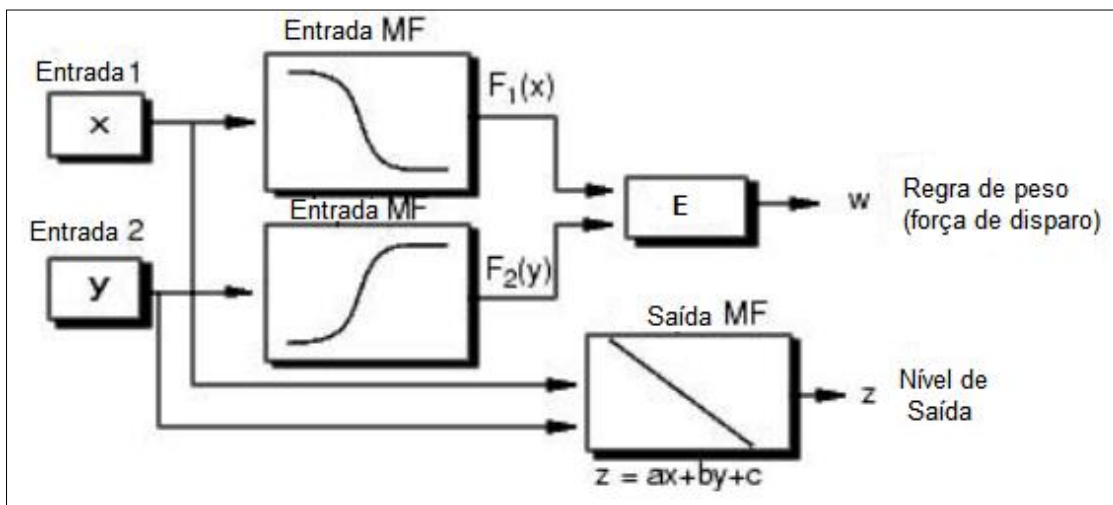 Entrada MF
Entrada 1
x
F1(x)
Entrada MF
Entrada 2
y
F2(y)
E
w
Regra de peso
(força de disparo)
Saída MF
z
Nível de
Saída
z = ax+by+c